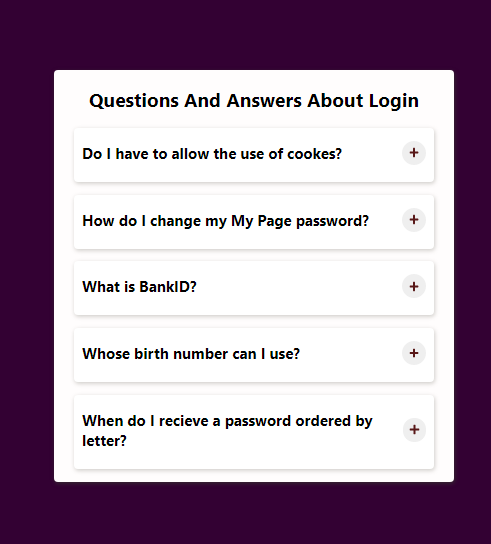 Questions And Answers About Login
Do I have to allow the use of cookes?
+
How do I change my My Page password?
+
What is BankID?
+
Whose birth number can I use?
+
When do I recieve a password ordered by
letter?
+